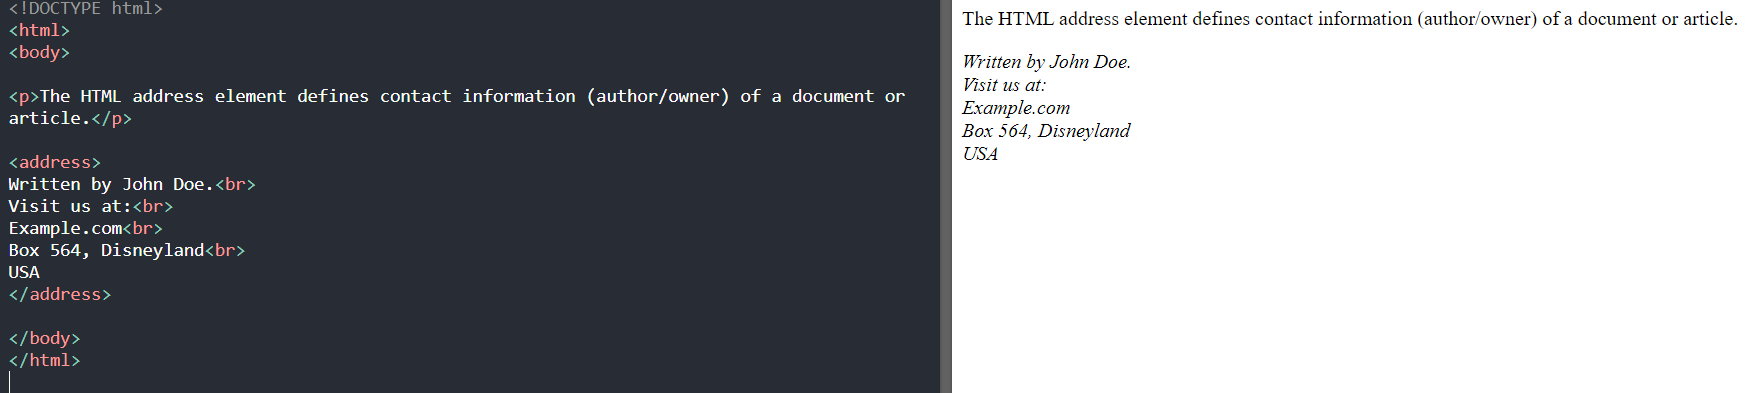 <!DOCTYPE html>
<html>
<body>
<p>The HTML address element defines contact information (author/owner) of a document or
article.</p>
<address>
Written by John Doe.<br>
Visit us at:<br>
Example.com<br>
Box 564, Disneyland<br>
USA
</address>
</body>
</html>
The HTML address element defines contact information (author/owner) of a document or article.
Written by John Doe.
Visit us at:
Example.com
Box 564, Disneyland
USA